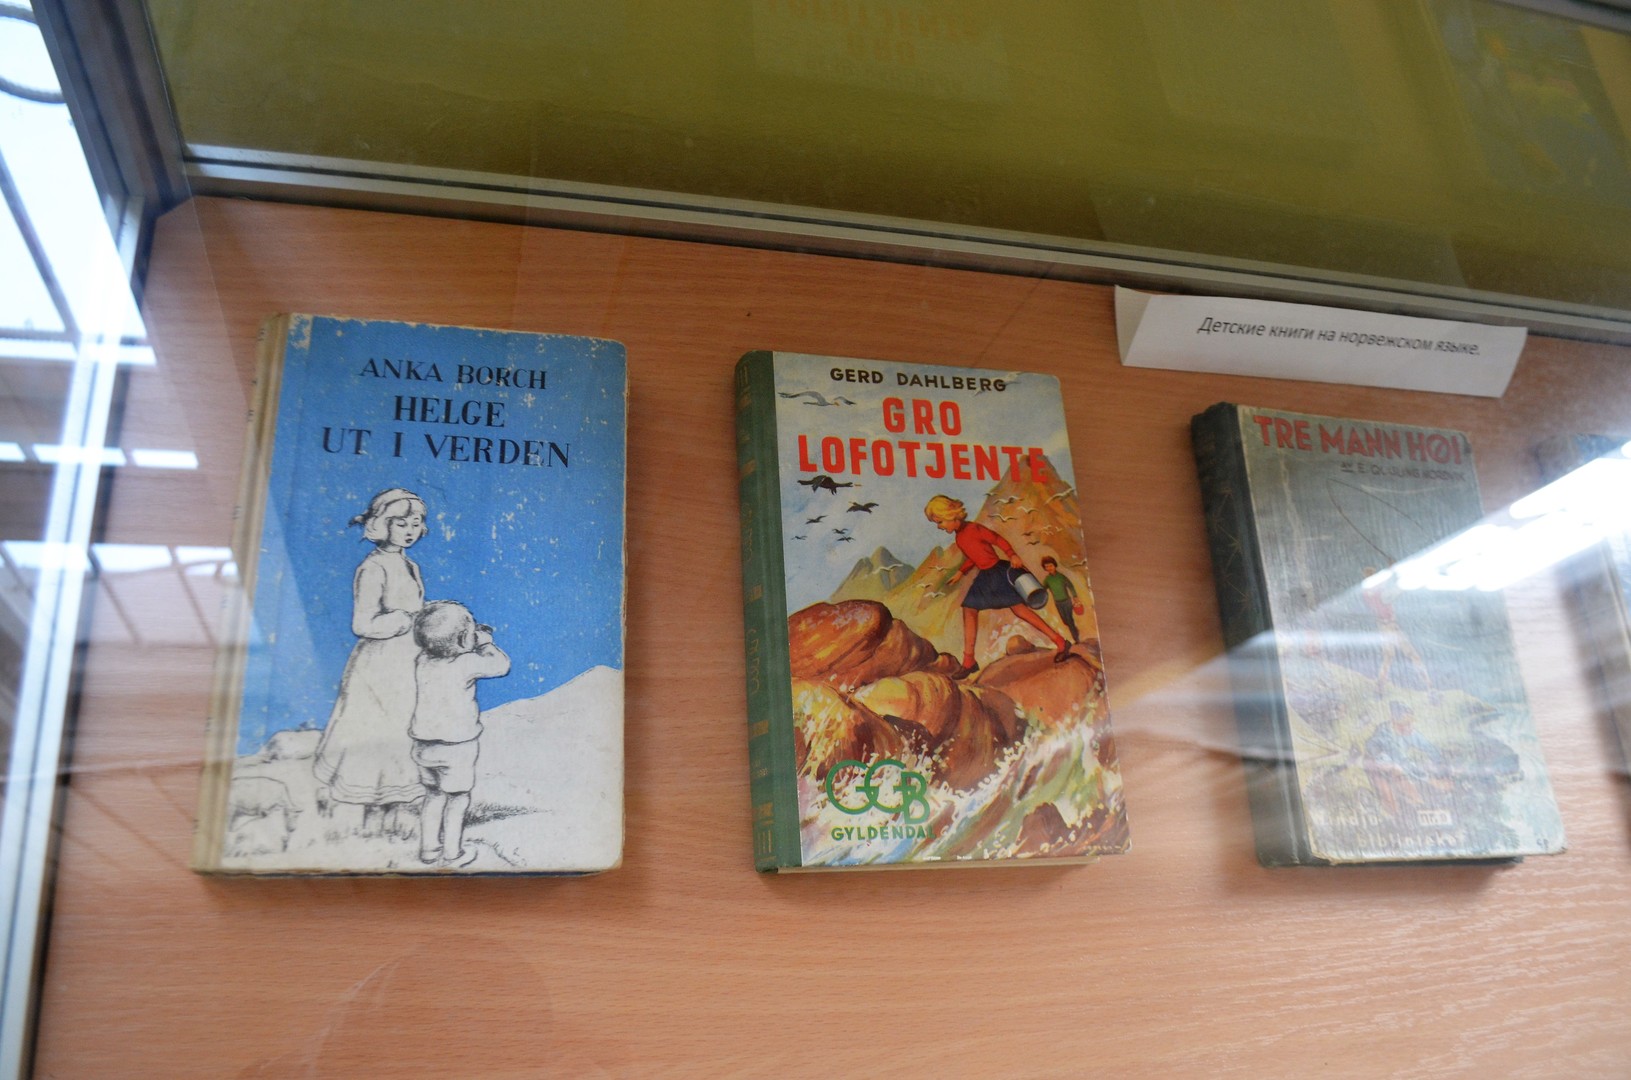 Детские книги на норвежском языке.
ANKA BORCH
HELGE
UT I VERDEN
GERD DAHLBERG
GRO
LOFOTJENTE
GGB
GYLDENDAL
TRE MANN HØI
biblioteket